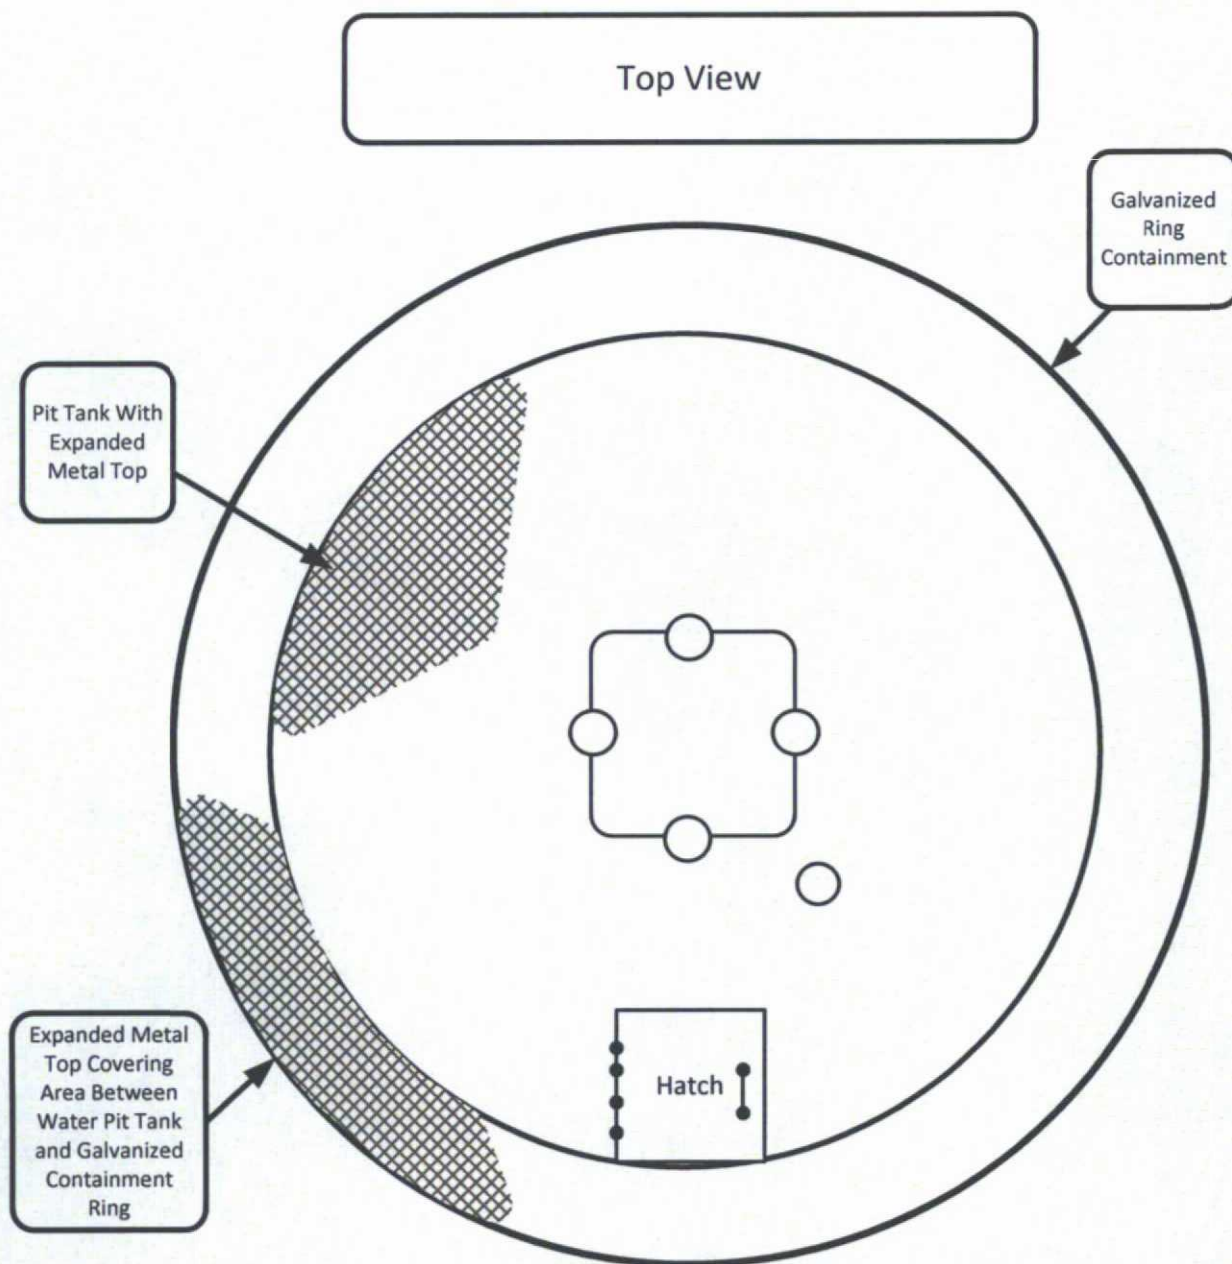 Top View
Galvanized
Ring
Containment
Pit Tank With
Expanded
Metal Top
Expanded Metal
Top Covering
Area Between
Water Pit Tank
and Galvanized
Containment
Ring
Hatch